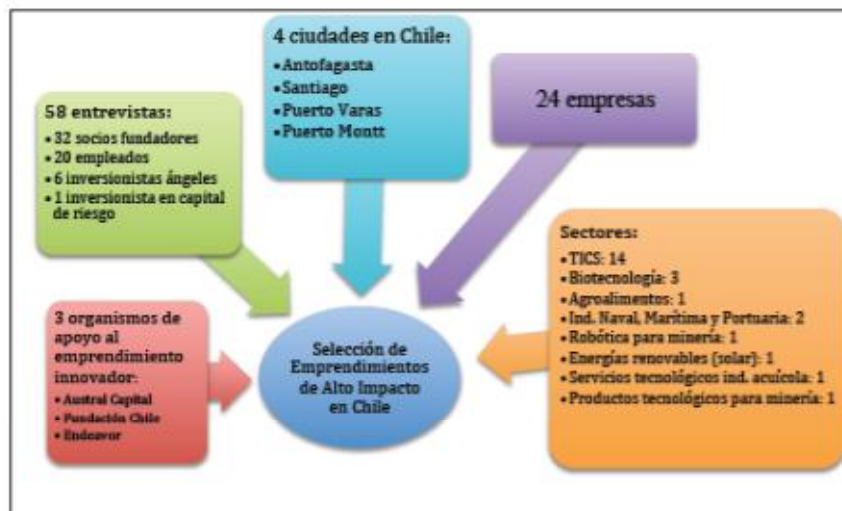 3 organismos de
apoyo al
emprendimiento
innovador:
• Austral Capital
• Fundación Chile
• Endeavor
58 entrevistas:
• 32 socios fundadores
• 20 empleados
• 6 inversionistas ángeles
• 1 inversionista en capital
de riesgo
4 ciudades en Chile:
• Antofagasta
• Santiago
• Puerto Varas
• Puerto Montt
24 empresas
Sectores:
• TICS: 14
• Biotecnología: 3
• Agroalimentos: 1
• Ind. Naval, Marítima y Portuaria: 2
• Robótica para minería: 1
• Energías renovables (solar): 1
• Servicios tecnológicos ind. acuícola: 1
• Productos tecnológicos para minería: 1
Selección de
Emprendimientos
de Alto Impacto
en Chile